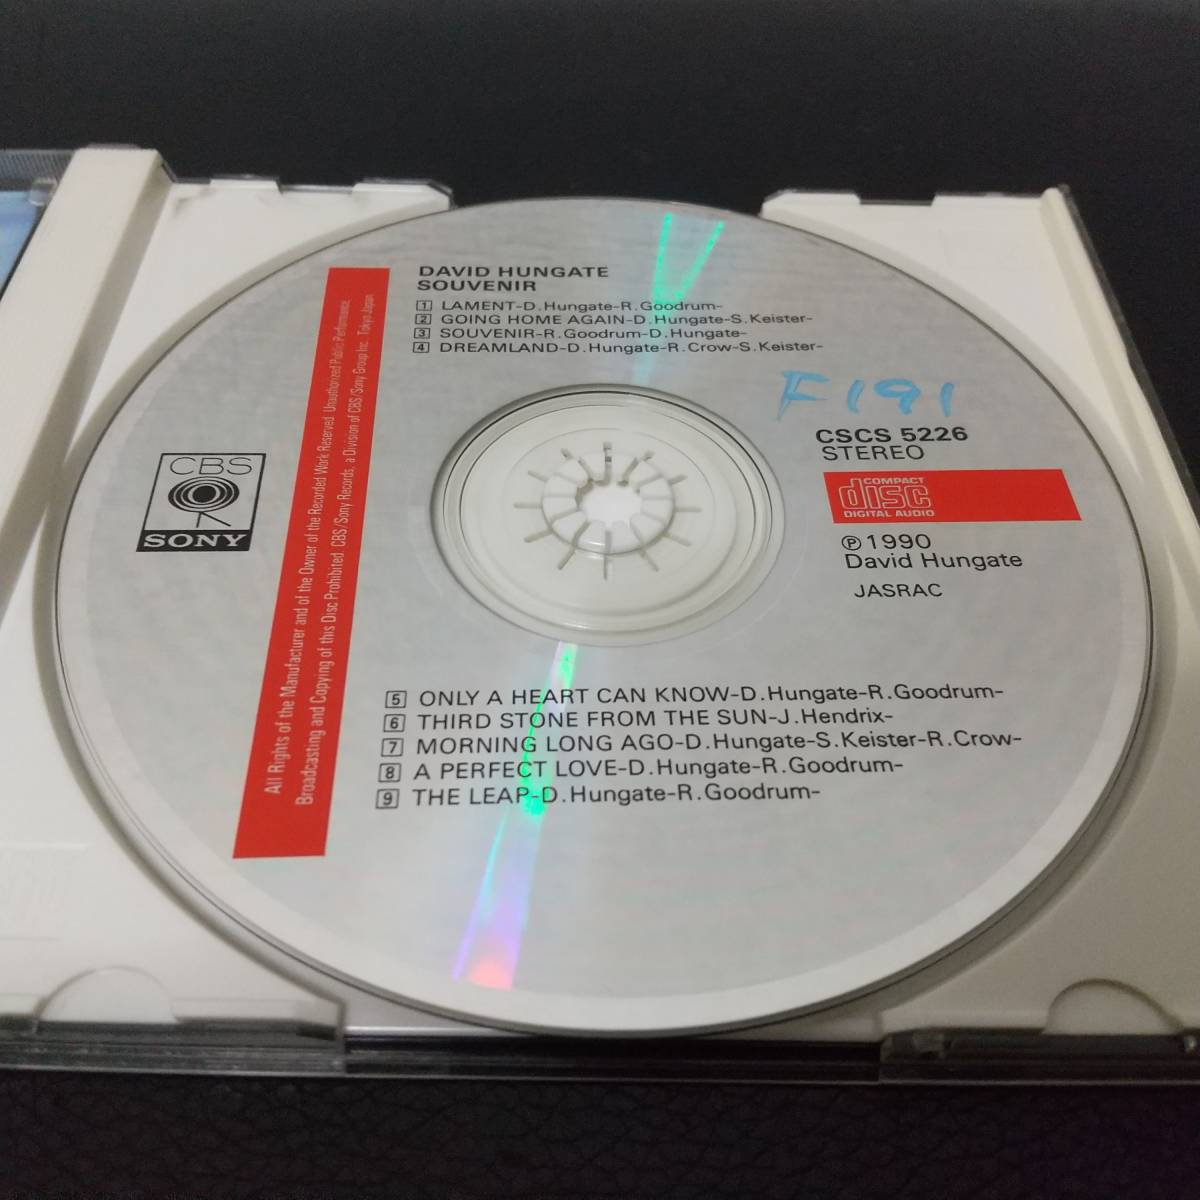 DAVID HUNGATE
SOUVENIR
1 LAMENT-D.Hungate-R.Goodrum-
2 GOING HOME AGAIN-D.Hungate-S.Keister-
3 SOUVENIR-R.Goodrum-D.Hungate-
4 DREAMLAND-D.Hungate-R.Crow-S.Keister-
F191
CSCS 5226
STEREO
COMPACT
disc
DIGITAL AUDIO
Ⓟ1990
David Hungate
JASRAC
CBS
SONY
All Rights of the Manufacturer and of the Owner of the Recorded Work Reserved. Unauthorized Public Performance.
Broadcasting and Copying of this Disc Prohibited. CBS/Sony Records, a Division of CBS/Sony Group Inc. Tokyo Japan
5 ONLY A HEART CAN KNOW-D.Hungate-R.Goodrum-
6 THIRD STONE FROM THE SUN-J.Hendrix-
7 MORNING LONG AGO-D.Hungate-S.Keister-R.Crow-
8 A PERFECT LOVE-D.Hungate-R.Goodrum-
9 THE LEAP-D.Hungate-R.Goodrum-